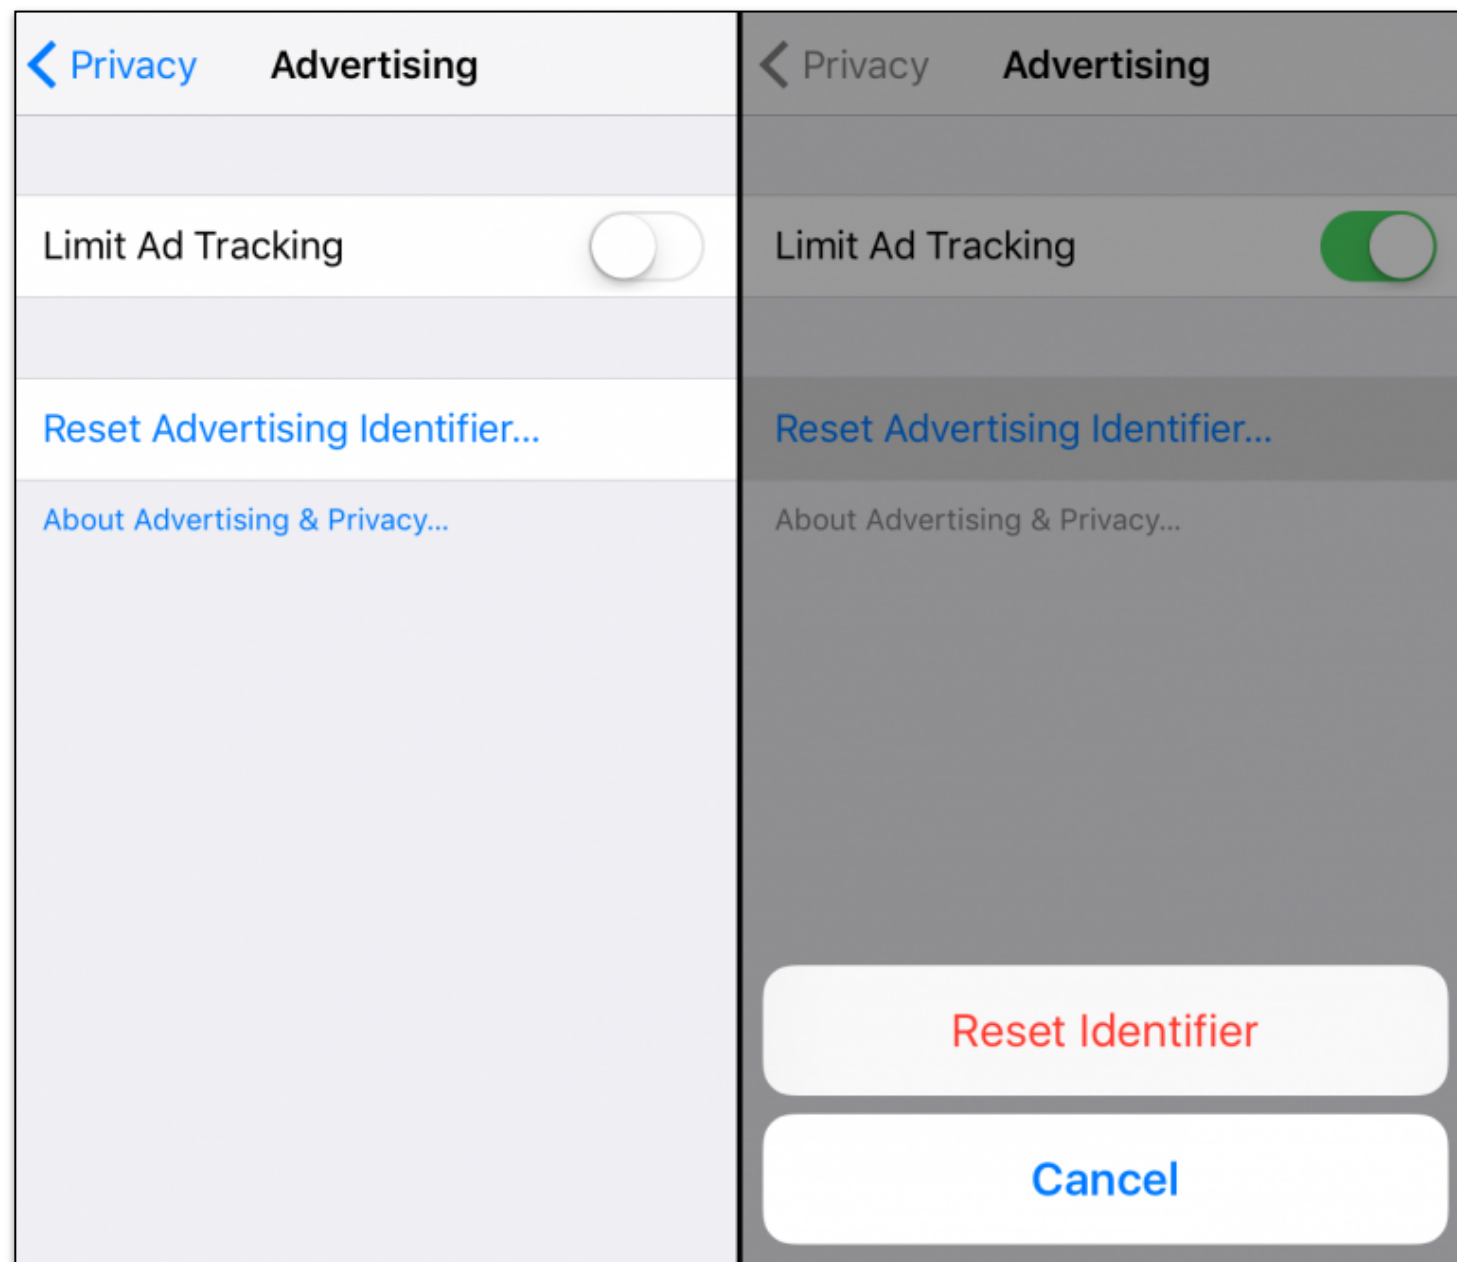 Privacy Advertising
Limit Ad Tracking
Reset Advertising Identifier...
About Advertising & Privacy...
Privacy Advertising
Limit Ad Tracking
Reset Advertising Identifier...
About Advertising & Privacy...
Reset Identifier
Cancel